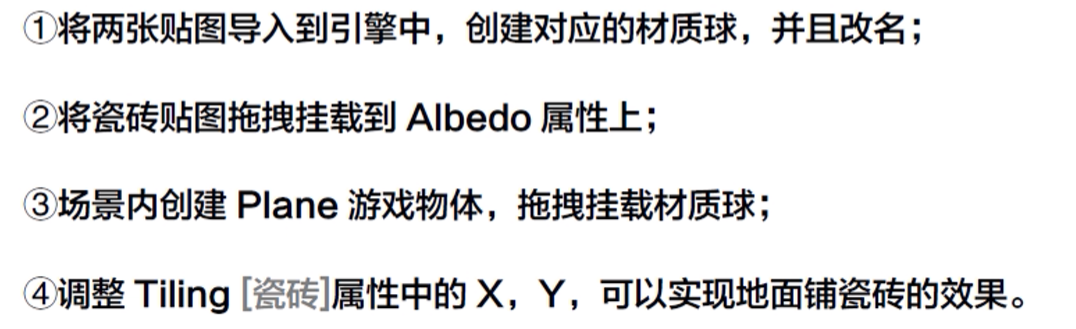 ①将两张贴图导入到引擎中，创建对应的材质球，并且改名；
②将瓷砖贴图拖拽挂载到 Albedo 属性上；
③场景内创建 Plane 游戏物体，拖拽挂载材质球；
④调整 Tiling [瓷砖]属性中的 X，Y，可以实现地面铺瓷砖的效果。